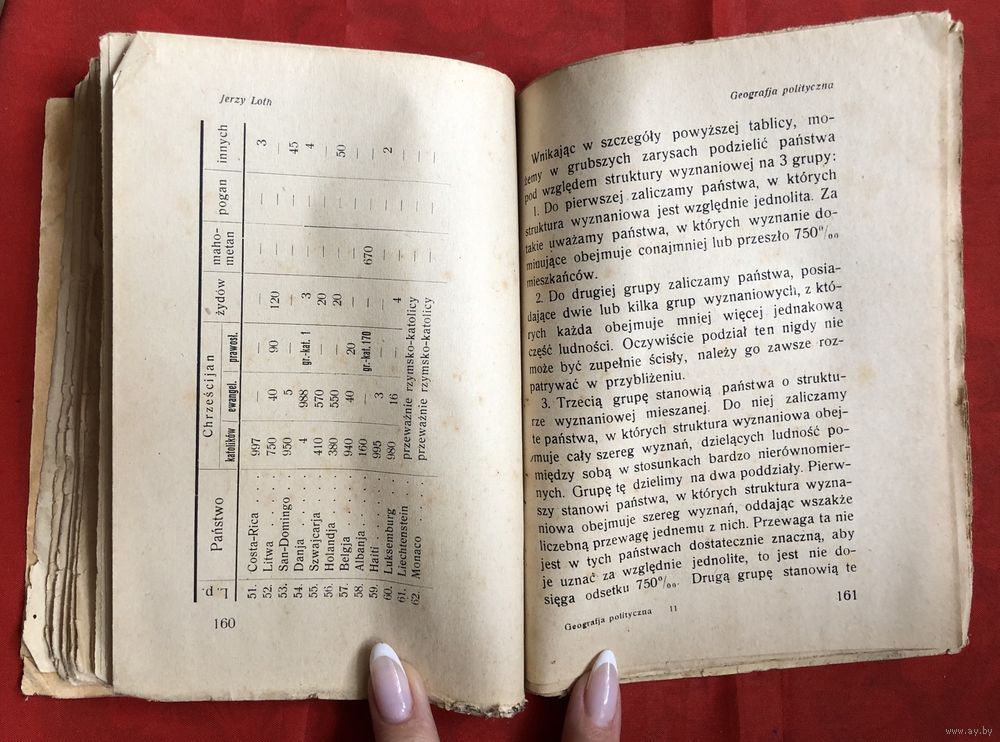 Jerzy Loth
L. p. Państwo Chrześcijan żydów maho- pogan innych
katolików ewangel. prawosł. metan
51. Costa-Rica . . . 997 — — — — — 3
52. Litwa . . . . 750 40 90 120 — — —
53. San-Domingo . . 950 5 — — — — 45
54. Danja . . . . 4 988 gr.-kat. 1 3 — — 4
55. Szwajcarja . . . 410 570 — 20 — — —
56. Holandja . . . 380 550 — 20 — — 50
57. Belgja . . . . 940 40 20 — — — —
58. Albanja . . . 160 — gr.-kat. 170 — 670 — —
59. Haiti . . . . 995 3 — — — — 2
60. Luksemburg . . 980 16 — 4 — — —
61. Liechtenstein . . przeważnie rzymsko-katolicy — — —
62. Monaco . . . przeważnie rzymsko-katolicy — — —
160
Geografja polityczna
Wnikając w szczegóły powyższej tablicy, mo-
żemy w grubszych zarysach podzielić państwa
pod względem struktury wyznaniowej na 3 grupy:
1. Do pierwszej zaliczamy państwa, w których
struktura wyznaniowa jest względnie jednolita. Za
takie uważamy państwa, w których wyznanie do-
minujące obejmuje conajmniej lub przeszło 750⁰/₀₀
mieszkańców.
2. Do drugiej grupy zaliczamy państwa, posia-
dające dwie lub kilka grup wyznaniowych, z któ-
rych każda obejmuje mniej więcej jednakową
część ludności. Oczywiście podział ten nigdy nie
może być zupełnie ścisły, należy go zawsze roz-
patrywać w przybliżeniu.
3. Trzecią grupę stanowią państwa o struktu-
rze wyznaniowej mieszanej. Do niej zaliczamy
te państwa, w których struktura wyznaniowa obej-
muje cały szereg wyznań, dzielących ludność po-
między sobą w stosunkach bardzo nierównomier-
nych. Grupę tę dzielimy na dwa poddziały. Pierw-
szy stanowi państwa, w których struktura wyzna-
niowa obejmuje szereg wyznań, oddając wszakże
liczebną przewagę jednemu z nich. Przewaga ta nie
jest w tych państwach dostatecznie znaczną, aby
je uznać za względnie jednolite, to jest nie do-
sięga odsetku 750⁰/₀₀. Drugą grupę stanowią te
Geografja polityczna 11
161
www.ay.by